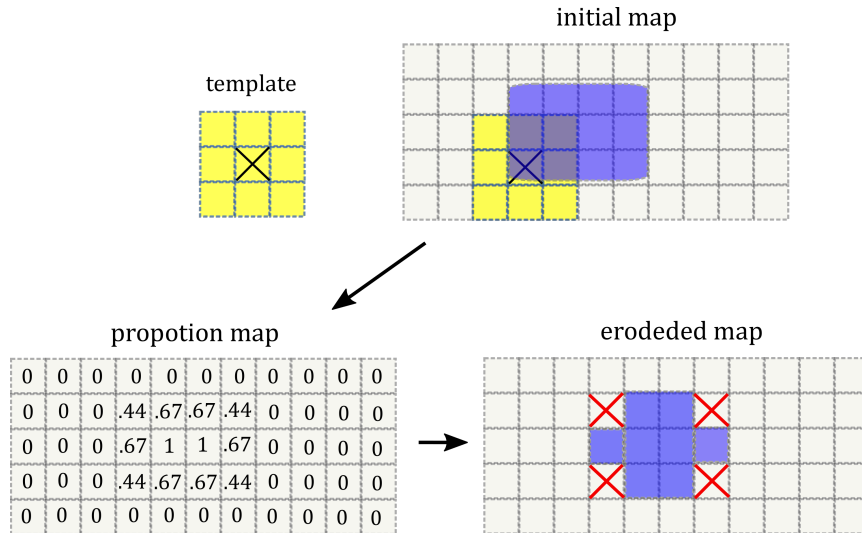 initial map
template
propotion map
erodeded map
0 0 0 0 0 0 0 0 0 0 0
0 0 0 .44 .67 .67 .44 0 0 0 0
0 0 0 .67 1 1 .67 0 0 0 0
0 0 0 .44 .67 .67 .44 0 0 0 0
0 0 0 0 0 0 0 0 0 0 0